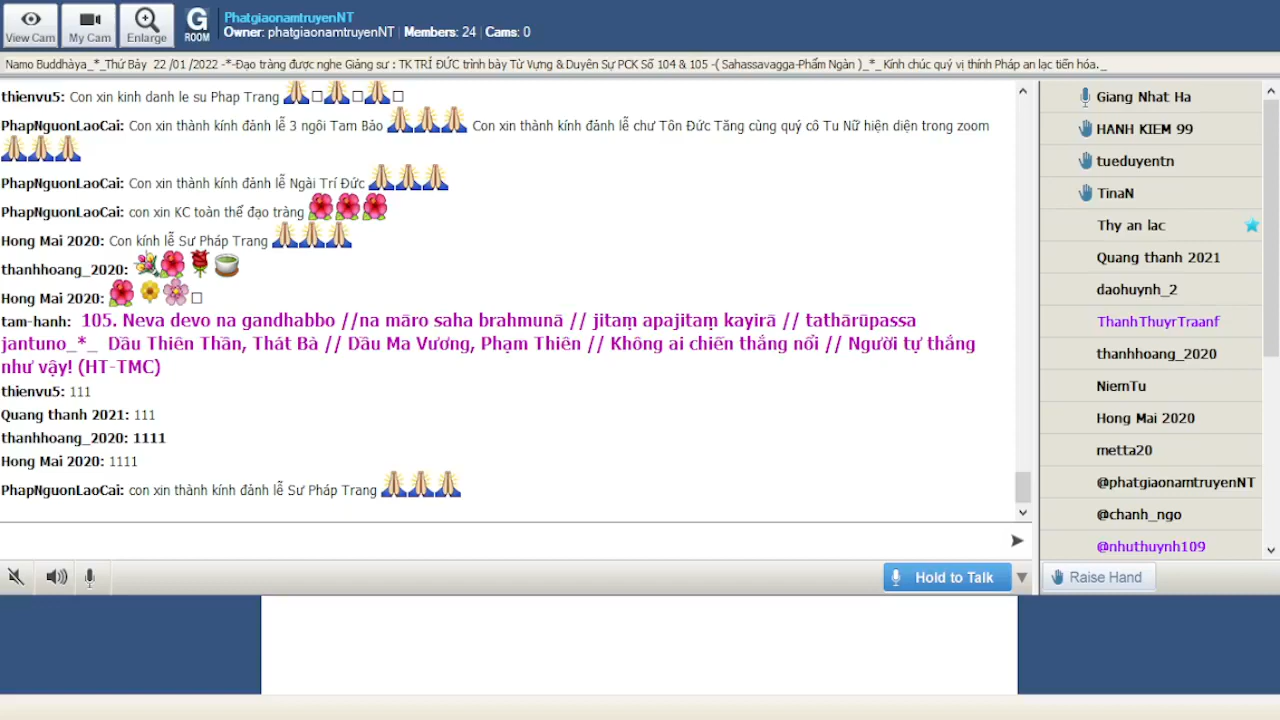 View Cam
My Cam
Enlarge
G
ROOM
PhatgiaonamtruyenNT
Owner: phatgiaonamtruyenNT | Members: 24 | Cams: 0
Namo Buddhàya_*_Thứ Bảy 22 /01 /2022 -*-Đạo tràng được nghe Giảng sư : TK TRÍ ĐỨC trình bày Từ Vựng & Duyên Sự PCK Số 104 & 105 -( Sahassavagga-Phẩm Ngàn )_*_ Kính chúc quý vị thính Pháp an lạc tiến hóa._
thienvu5: Con xin kinh danh le su Phap Trang
PhapNguonLaoCai: Con xin thành kính đảnh lễ 3 ngôi Tam Bảo Con xin thành kính đảnh lễ chư Tôn Đức Tăng cùng quý cô Tu Nữ hiện diện trong zoom
PhapNguonLaoCai: Con xin thành kính đảnh lễ Ngài Trí Đức
PhapNguonLaoCai: con xin KC toàn thể đạo tràng
Hong Mai 2020: Con kính lễ Sư Pháp Trang
thanhhoang_2020:
Hong Mai 2020:
tam-hanh: 105. Neva devo na gandhabbo //na māro saha brahmunā // jitaṃ apajitaṃ kayirā // tathārūpassa
jantuno_*_ Dầu Thiên Thần, Thát Bà // Dầu Ma Vương, Phạm Thiên // Không ai chiến thắng nổi // Người tự thắng
như vậy! (HT-TMC)
thienvu5: 111
Quang thanh 2021: 111
thanhhoang_2020: 1111
Hong Mai 2020: 1111
PhapNguonLaoCai: con xin thành kính đảnh lễ Sư Pháp Trang
Hold to Talk
Giang Nhat Ha
HANH KIEM 99
tueduyentn
TinaN
Thy an lac
Quang thanh 2021
daohuynh_2
ThanhThuyrTraanf
thanhhoang_2020
NiemTu
Hong Mai 2020
metta20
@phatgiaonamtruyenNT
@chanh_ngo
@nhuthuynh109
Raise Hand